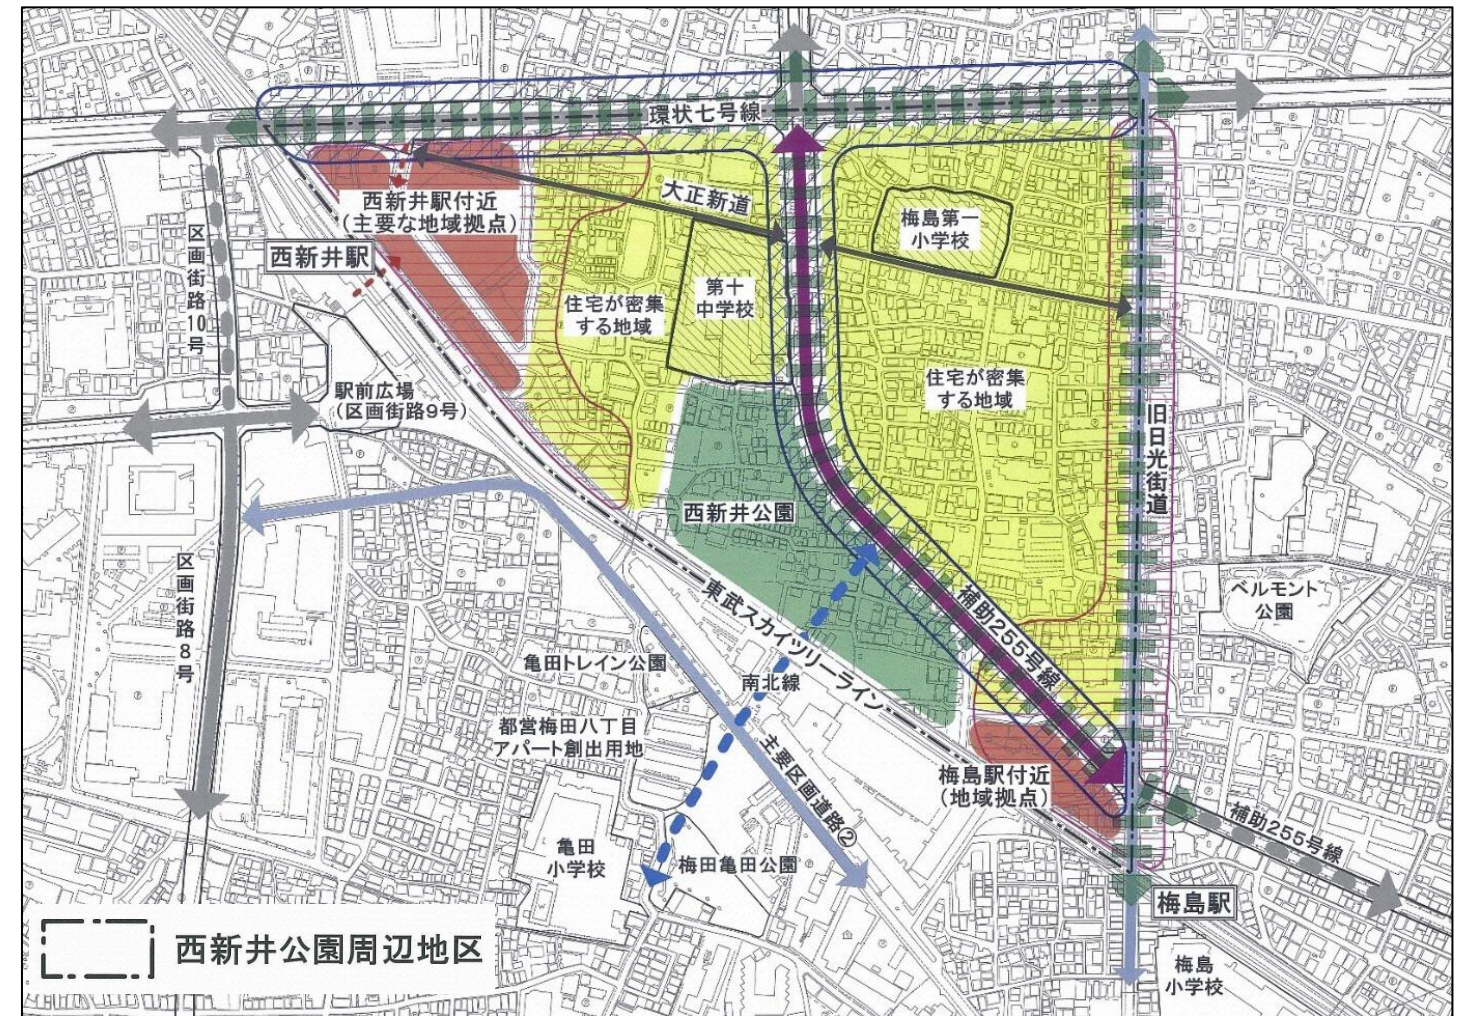 環状七号線
大正新道
西新井駅付近
（主要な地域拠点）
西新井駅
梅島第一
小学校
区画街路10号
第十
中学校
住宅が密集
する地域
駅前広場
（区画街路9号）
住宅が密集
する地域
旧日光街道
西新井公園
区画街路8号
東武スカイツリーライン
補助255号線
ベルモント
公園
亀田トレイン公園
南北線
都営梅田八丁目
アパート創出用地
主要区画道路②
梅島駅付近
（地域拠点）
補助255号線
亀田
小学校
梅田亀田公園
梅島駅
西新井公園周辺地区
梅島
小学校